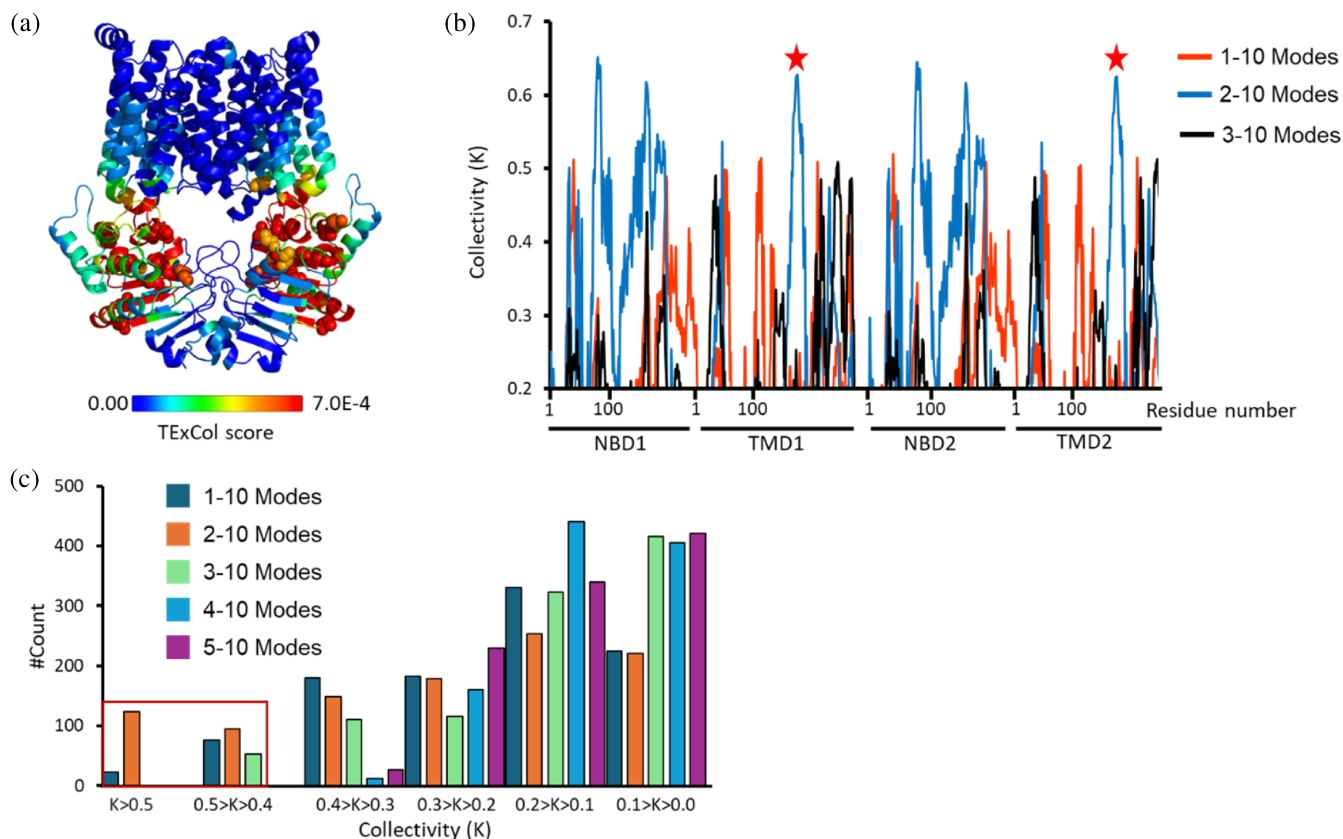 (a)
0.00 7.0E-4
TExCol score
(b)
Collectivity (K)
0.7
0.6
0.5
0.4
0.3
0.2
1 100 1 100 1 100 1 100 Residue number
NBD1 TMD1 NBD2 TMD2
1-10 Modes
2-10 Modes
3-10 Modes
(c)
#Count
500
400
300
200
100
0
1-10 Modes
2-10 Modes
3-10 Modes
4-10 Modes
5-10 Modes
K>0.5 0.5>K>0.4 0.4>K>0.3 0.3>K>0.2 0.2>K>0.1 0.1>K>0.0
Collectivity (K)